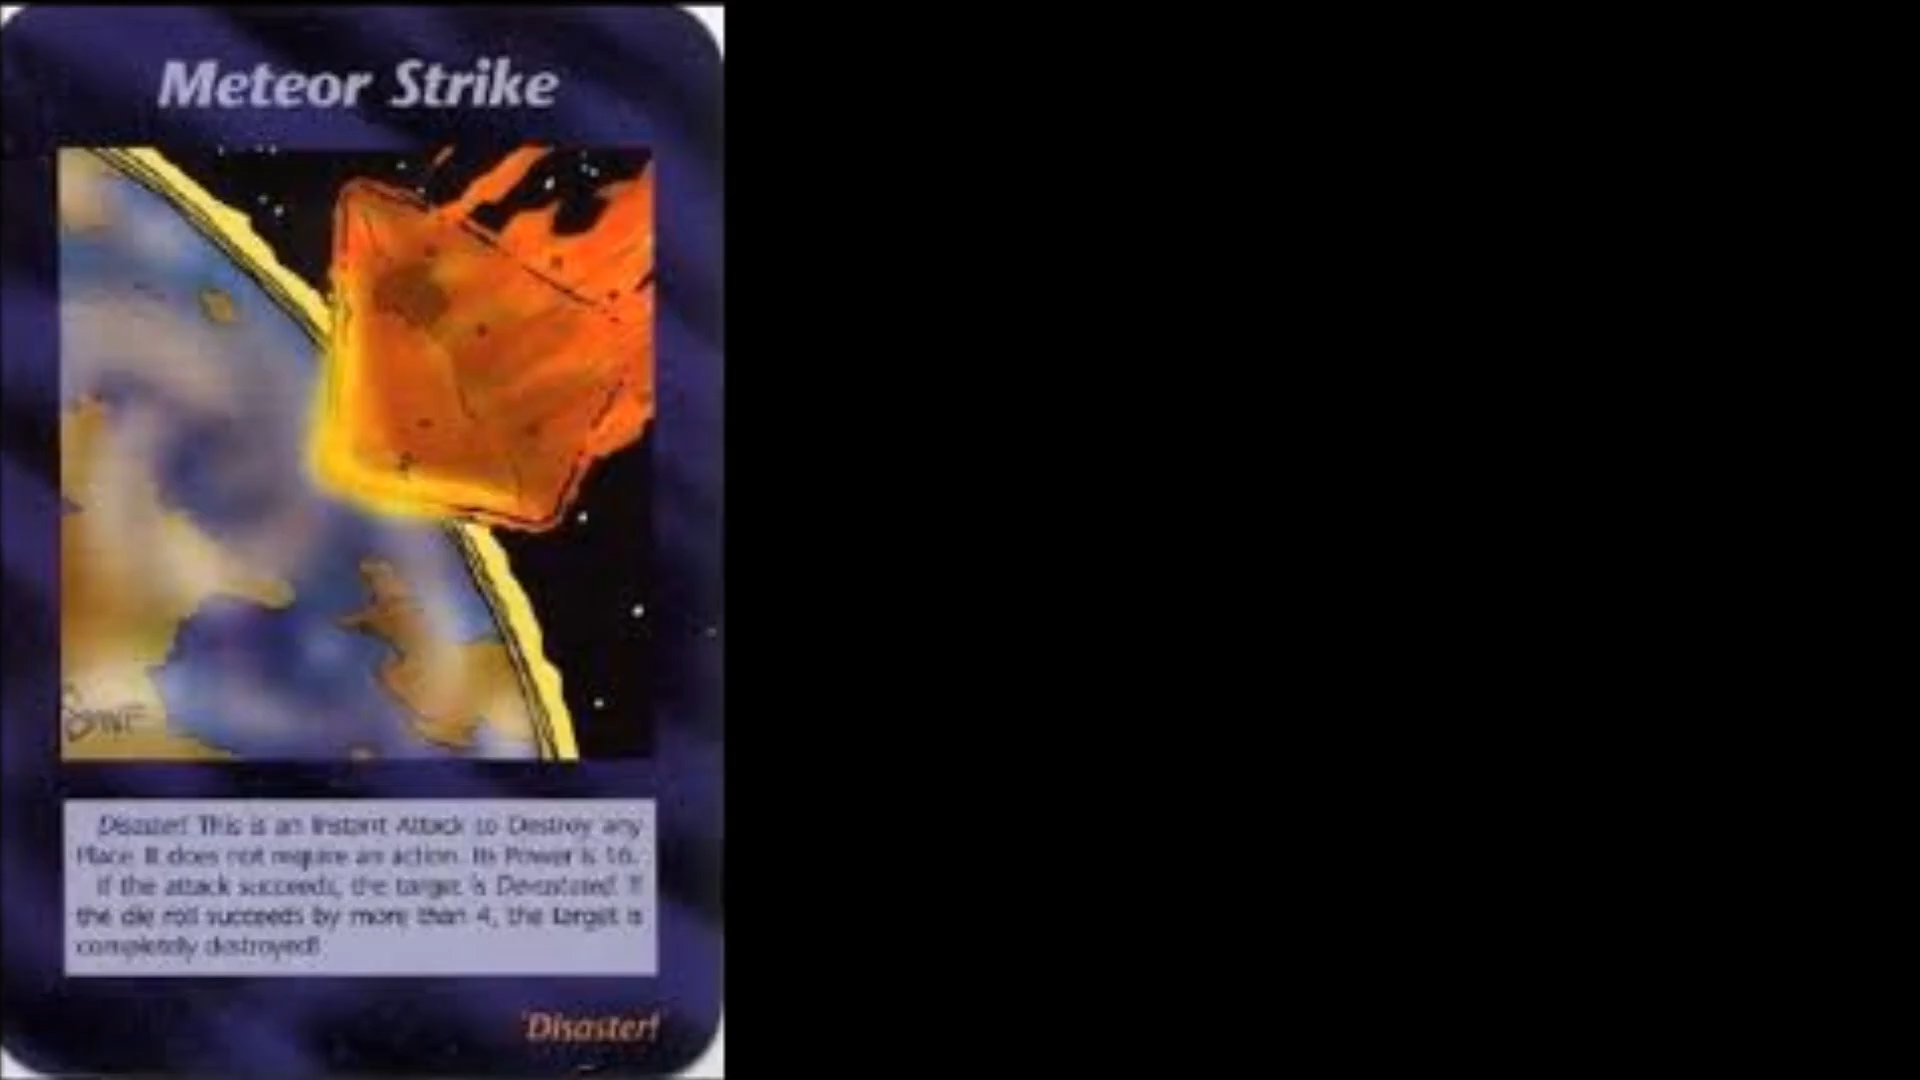 Meteor Strike
Disaster! This is an Instant Attack to Destroy any
Place. It does not require an action. Its Power is 16.
If the attack succeeds, the target is Devastated! If
the die roll succeeds by more than 4, the target is
completely destroyed!
Disaster!